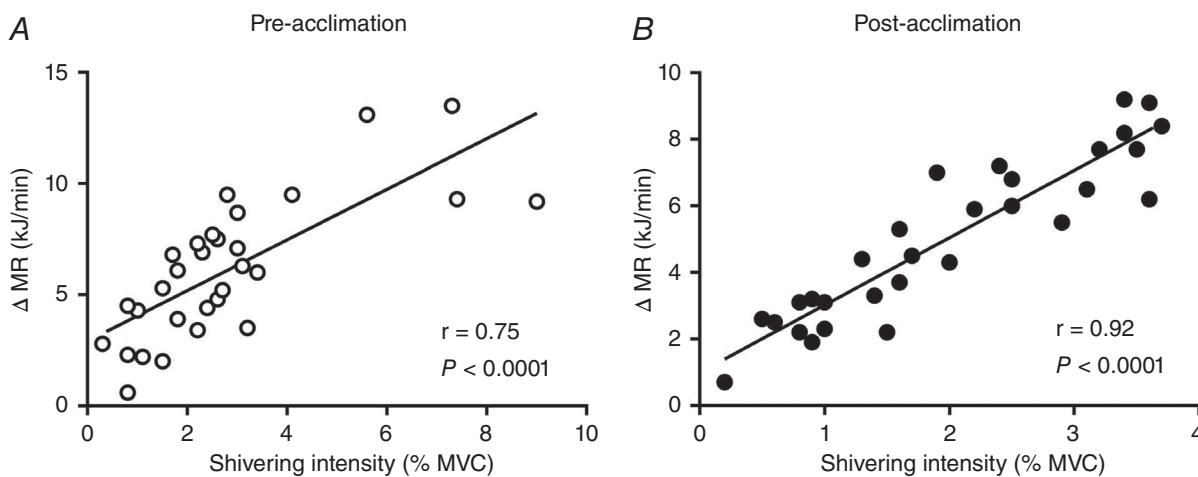 A
Pre-acclimation
15
10
5
0
Δ MR (kJ/min)
r = 0.75
P < 0.0001
0 2 4 6 8 10
Shivering intensity (% MVC)
B
Post-acclimation
10
8
6
4
2
0
Δ MR (kJ/min)
r = 0.92
P < 0.0001
0 1 2 3 4
Shivering intensity (% MVC)